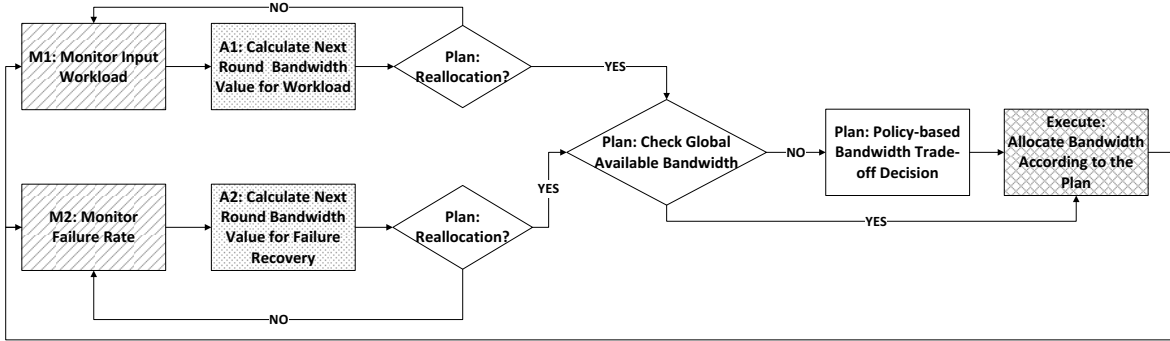 NO
M1: Monitor Input
Workload
A1: Calculate Next
Round Bandwidth
Value for Workload
Plan:
Reallocation?
YES
Plan: Check Global
Available Bandwidth
NO
Plan: Policy-based
Bandwidth Trade-
off Decision
Execute:
Allocate Bandwidth
According to the
Plan
YES
YES
M2: Monitor
Failure Rate
A2: Calculate Next
Round Bandwidth
Value for Failure
Recovery
Plan:
Reallocation?
NO